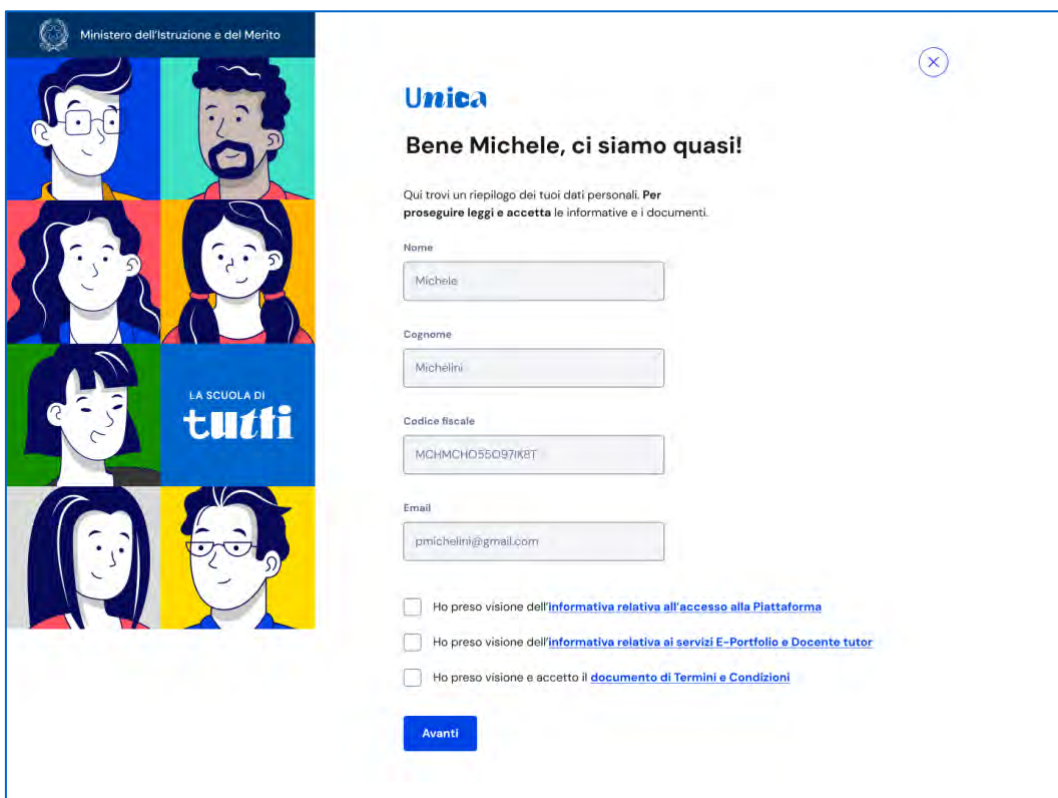 Ministero dell'Istruzione e del Merito
LA SCUOLA DI
tutti
Unica
Bene Michele, ci siamo quasi!
Qui trovi un riepilogo dei tuoi dati personali. Per
proseguire leggi e accetta le informative e i documenti.
Nome
Michele
Cognome
Michelini
Codice fiscale
MCHMCHO55O97IK8T
Email
pmichelini@gmail.com
Ho preso visione dell'informativa relativa all'accesso alla Piattaforma
Ho preso visione dell'informativa relativa ai servizi E-Portfolio e Docente tutor
Ho preso visione e accetto il documento di Termini e Condizioni
Avanti